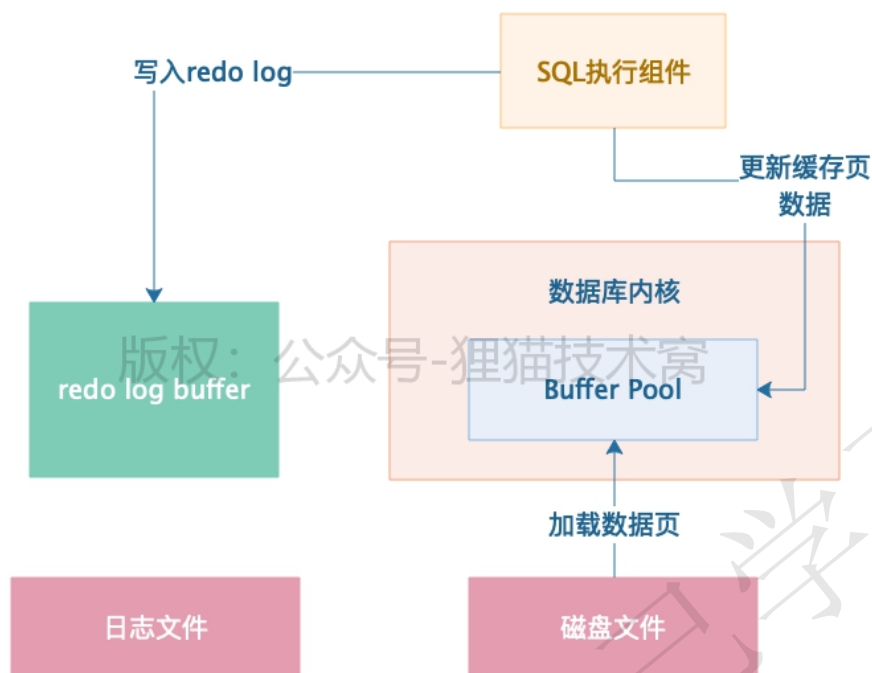 SQL执行组件
写入redo log
更新缓存页
数据
数据库内核
版权：公众号-狸猫技术窝
redo log buffer
Buffer Pool
加载数据页
日志文件
磁盘文件